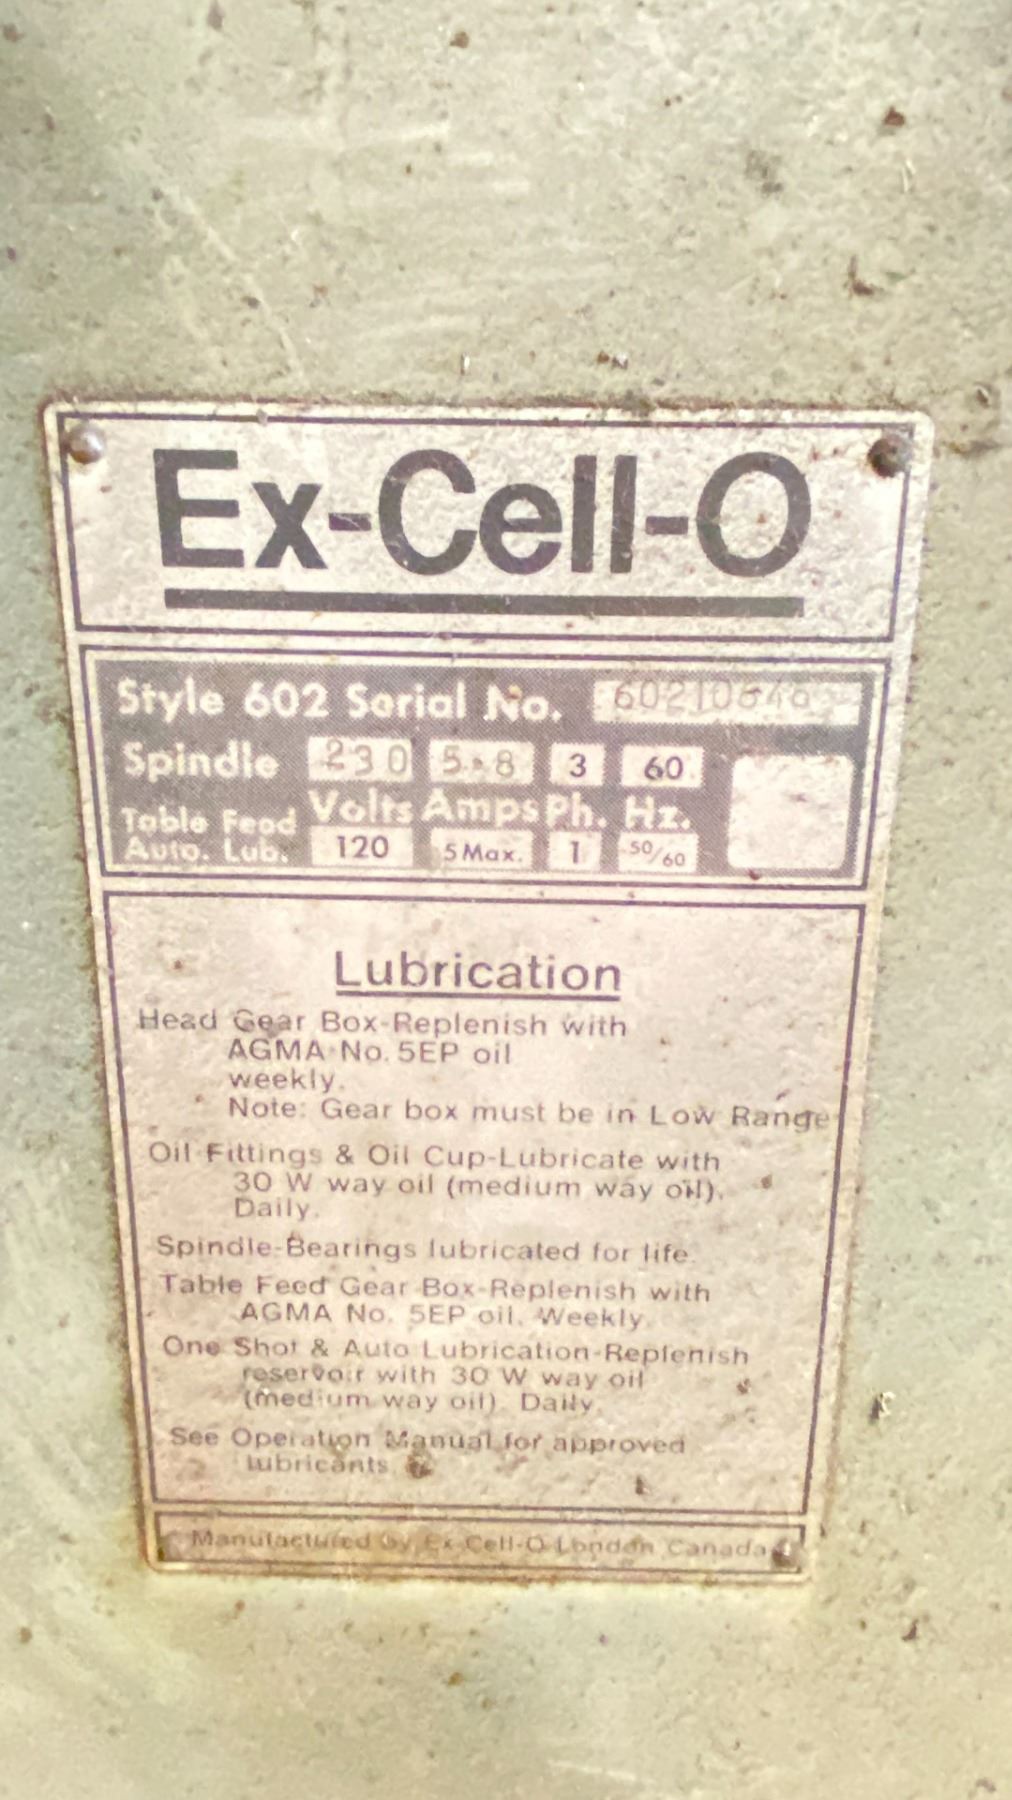 Ex-Cell-O
Style 602 Serial No.
Spindle 230 5.8 3 60
Volts Amps Ph. Hz.
Table Feed
Auto. Lub. 120 5 Max. 1 50/60
Lubrication
Head Gear Box-Replenish with
AGMA No. 5EP oil
weekly.
Note: Gear box must be in Low Range
Oil Fittings & Oil Cup-Lubricate with
30 W way oil (medium way oil).
Daily.
Spindle-Bearings lubricated for life.
Table Feed Gear Box-Replenish with
AGMA No. 5EP oil. Weekly.
One Shot & Auto Lubrication-Replenish
reservoir with 30 W way oil
(medium way oil). Daily.
See Operation Manual for approved
lubricants.
Manufactured by Ex-Cell-O London Canada